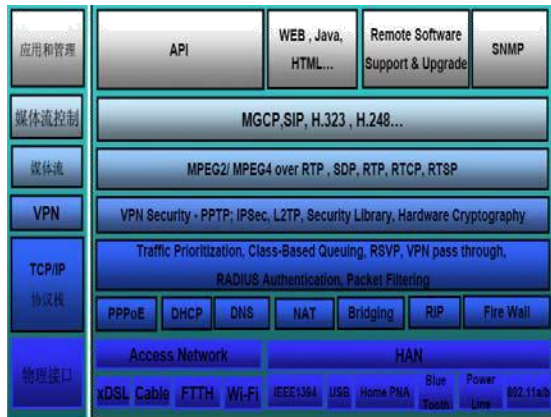 应用和管理
API
WEB , Java,
HTML...
Remote Software
Support & Upgrade
SNMP
媒体流控制
MGCP,SIP, H.323 , H.248...
媒体流
MPEG2/ MPEG4 over RTP , SDP, RTP, RTCP, RTSP
VPN
VPN Security - PPTP; IPSec, L2TP, Security Library, Hardware Cryptography
TCP/IP
协议栈
Traffic Prioritization, Class-Based Queuing, RSVP, VPN pass through,
RADIUS Authentication, Packet Filtering
PPPoE
DHCP
DNS
NAT
Bridging
RIP
Fire Wall
物理接口
Access Network
HAN
xDSL
Cable
FTTH
Wi-Fi
IEEE1394
USB
Home PNA
Blue
Tooth
Power
Line
802.11a/b